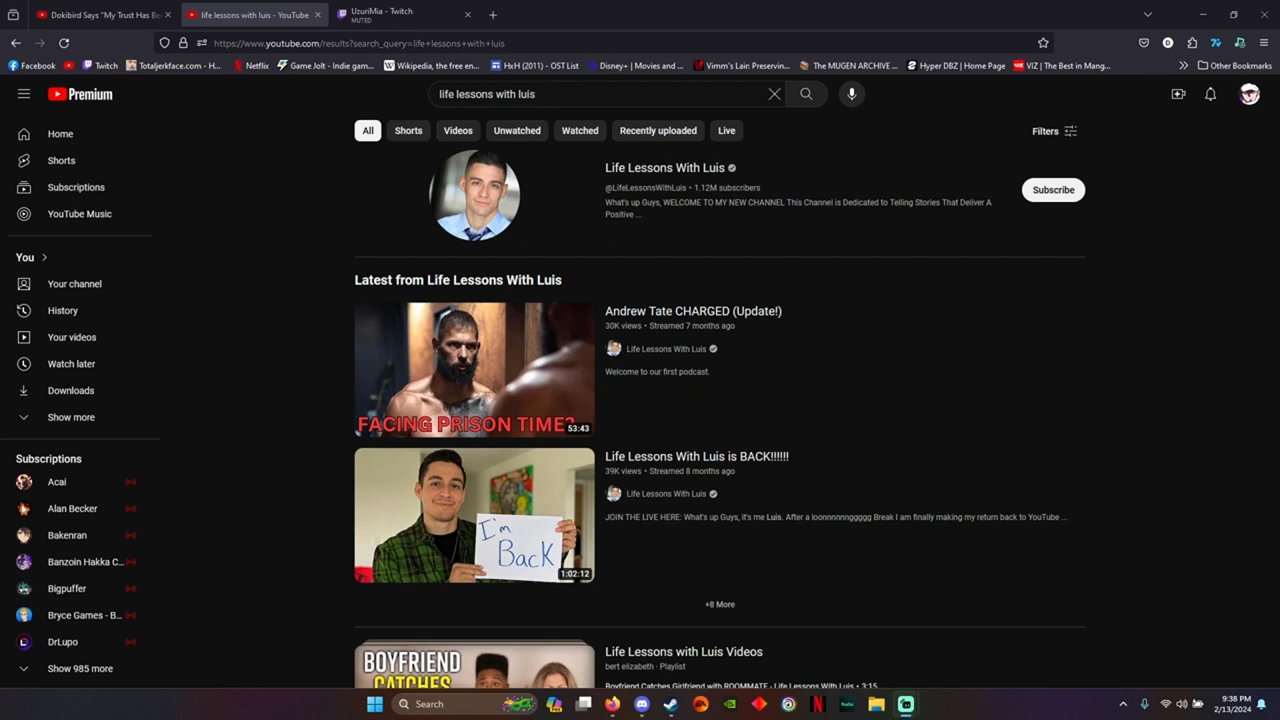 Dokibird Says "My Trust Has Be
life lessons with luis - YouTube
UzuriMia - Twitch
MUTED
https://www.youtube.com/results?search_query=life+lessons+with+luis
Facebook
Twitch
Totaljerkface.com - H...
Netflix
Game Jolt - Indie gam...
Wikipedia, the free en...
HxH (2011) - OST List
Disney+ | Movies and ...
Vimm's Lair: Preservin...
The MUGEN ARCHIVE ...
Hyper DBZ | Home Page
VIZ | The Best in Mang...
Other Bookmarks
Premium
life lessons with luis
All
Shorts
Videos
Unwatched
Watched
Recently uploaded
Live
Filters
Home
Shorts
Subscriptions
YouTube Music
You
Your channel
History
Your videos
Watch later
Downloads
Show more
Subscriptions
Acai
Alan Becker
Bakenran
Banzoin Hakka C...
Bigpuffer
Bryce Games - B...
DrLupo
Show 985 more
Life Lessons With Luis
@LifeLessonsWithLuis • 1.12M subscribers
What's up Guys, WELCOME TO MY NEW CHANNEL This Channel is Dedicated to Telling Stories That Deliver A
Positive ...
Subscribe
Latest from Life Lessons With Luis
FACING PRISON TIME?
53:43
Andrew Tate CHARGED (Update!)
30K views • Streamed 7 months ago
Life Lessons With Luis
Welcome to our first podcast.
I'm
Back
1:02:12
Life Lessons With Luis is BACK!!!!!!
39K views • Streamed 8 months ago
Life Lessons With Luis
JOIN THE LIVE HERE: What's up Guys, it's me Luis. After a loonnnnnnggggg Break I am finally making my return back to YouTube ...
+8 More
BOYFRIEND
CATCHES
Life Lessons with Luis Videos
bert elizabeth · Playlist
Boyfriend Catches Girlfriend with ROOMMATE - Life Lessons With Luis • 3:15
Search
hulu
9:38 PM
2/13/2024